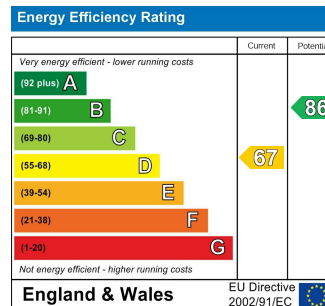 Energy Efficiency Rating
Current
Very energy efficient - lower running costs
(92 plus) A
(81-91) B
86
(69-80) C
(55-68) D
67
(39-54) E
(21-38) F
(1-20) G
Not energy efficient - higher running costs
England & Wales
EU Directive
2002/91/EC